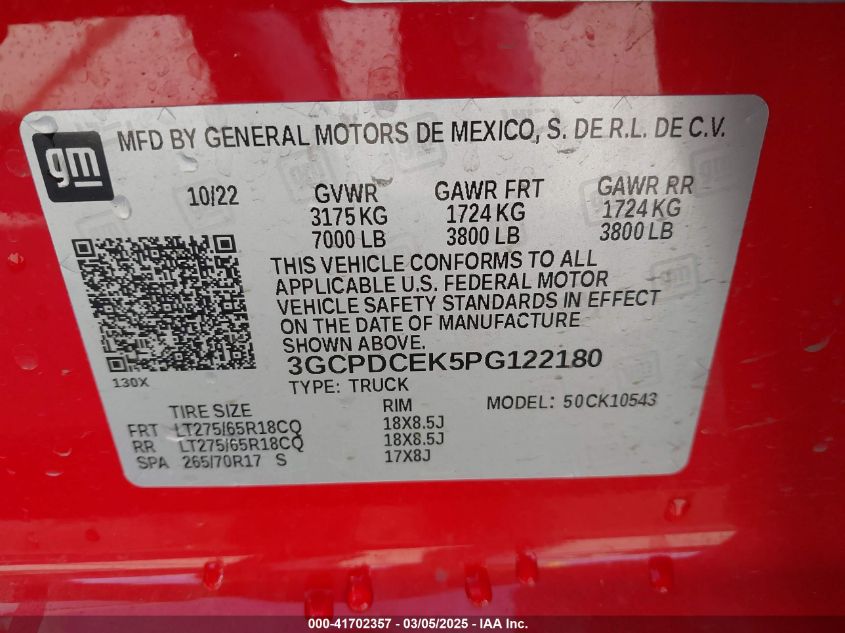 gm
MFD BY GENERAL MOTORS DE MEXICO, S. DE R.L. DE C.V.
10/22 GVWR GAWR FRT GAWR RR
3175 KG 1724 KG 1724 KG
7000 LB 3800 LB 3800 LB
THIS VEHICLE CONFORMS TO ALL
APPLICABLE U.S. FEDERAL MOTOR
VEHICLE SAFETY STANDARDS IN EFFECT
ON THE DATE OF MANUFACTURE
SHOWN ABOVE.
3GCPDCEK5PG122180
130X
TYPE: TRUCK
MODEL: 50CK10543
TIRE SIZE RIM
FRT LT275/65R18CQ 18X8.5J
RR LT275/65R18CQ 18X8.5J
SPA 265/70R17 S 17X8J
000-41702357 - 03/05/2025 - IAAI.COM